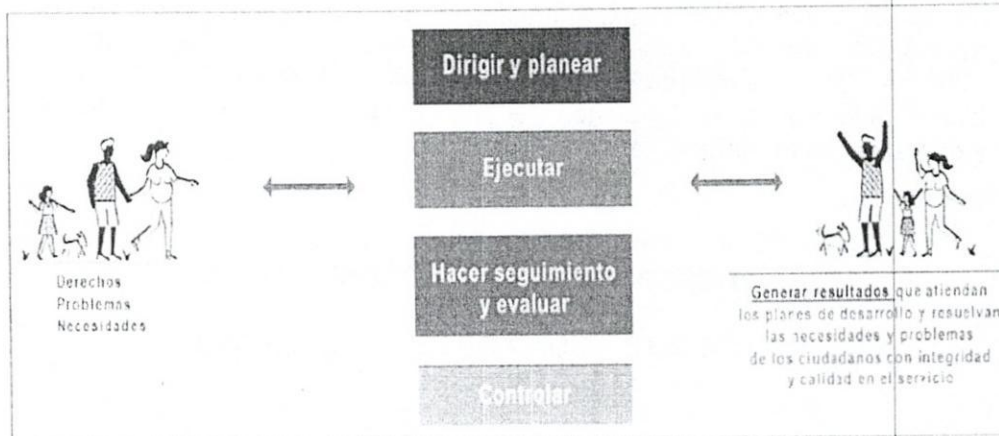 Dirigir y planear
Ejecutar
Hacer seguimiento
y evaluar
Controlar
Derechos
Problemas
Necesidades
Generar resultados que atiendan
los planes de desarrollo y resuelvan
las necesidades y problemas
de los ciudadanos con integridad
y calidad en el servicio